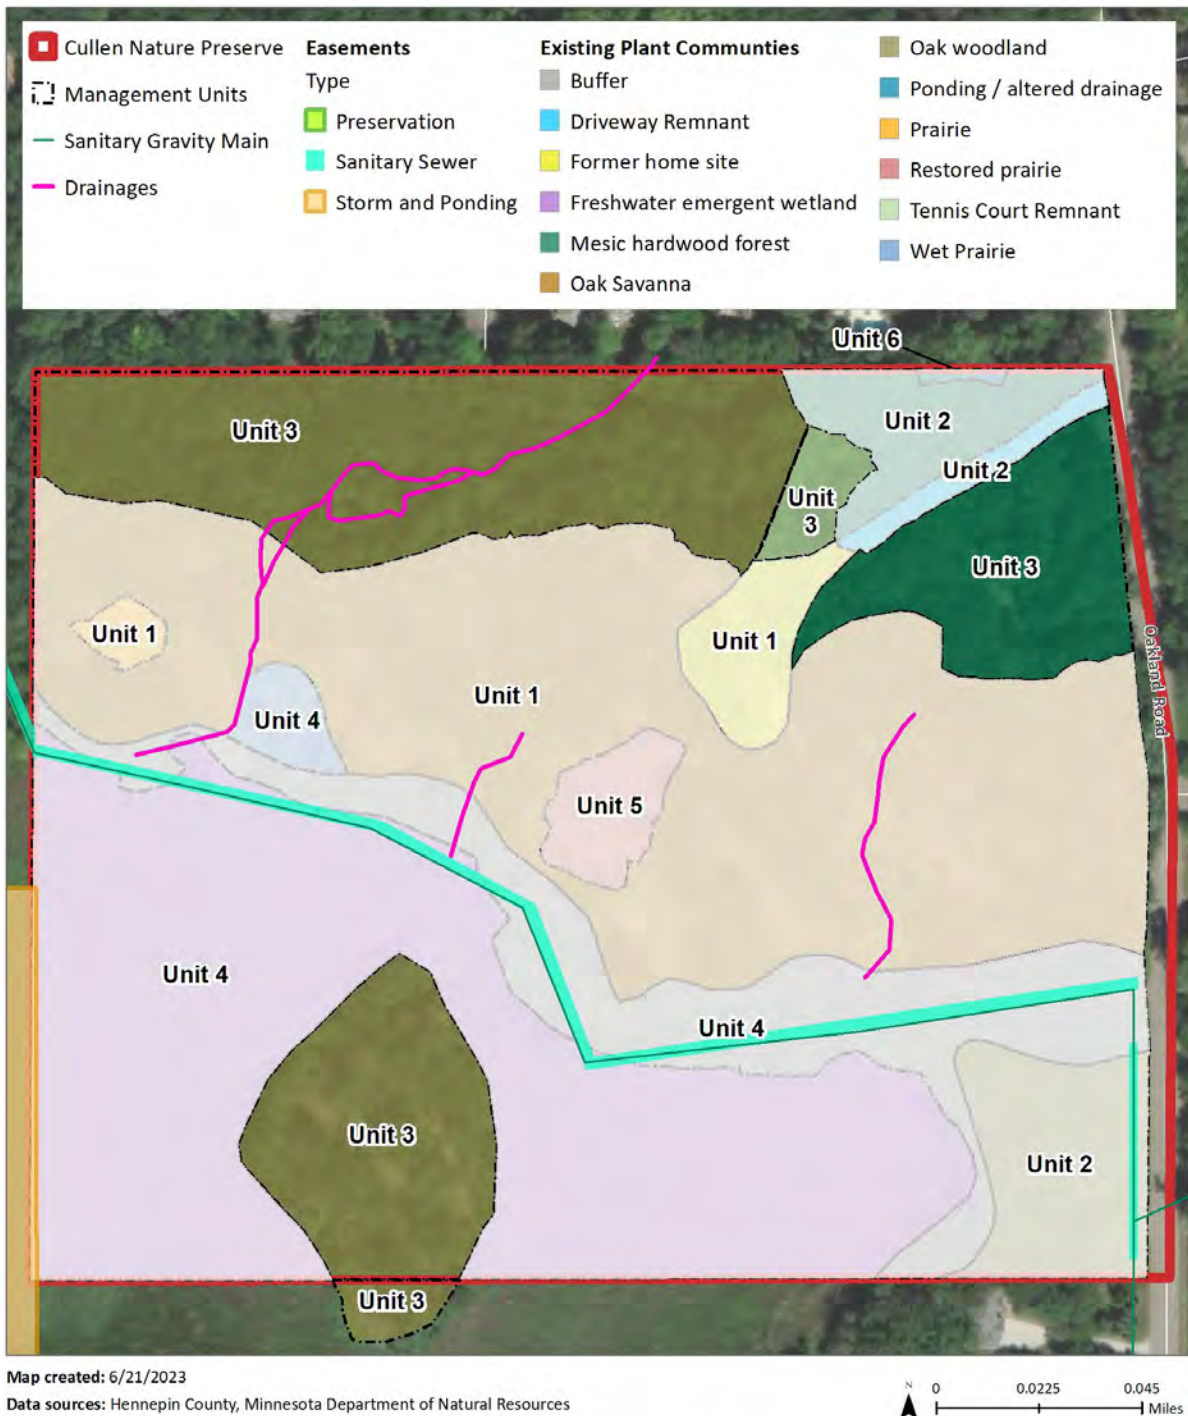 Cullen Nature Preserve
Management Units
Sanitary Gravity Main
Drainages
Easements
Type
Preservation
Sanitary Sewer
Storm and Ponding
Existing Plant Communties
Buffer
Driveway Remnant
Former home site
Freshwater emergent wetland
Mesic hardwood forest
Oak Savanna
Oak woodland
Ponding / altered drainage
Prairie
Restored prairie
Tennis Court Remnant
Wet Prairie
Unit 6
Unit 3
Unit 2
Unit 2
Unit
3
Unit 3
Unit 1
Unit 1
Oakland Road
Unit 1
Unit 4
Unit 5
Unit 4
Unit 4
Unit 3
Unit 2
Unit 3
Map created: 6/21/2023
Data sources: Hennepin County, Minnesota Department of Natural Resources
N
0 0.0225 0.045
Miles